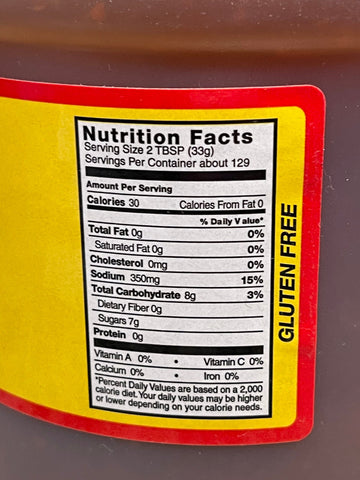 Nutrition Facts
Serving Size 2 TBSP (33g)
Servings Per Container about 129
Amount Per Serving
Calories 30 Calories From Fat 0
% Daily Value*
Total Fat 0g 0%
Saturated Fat 0g 0%
Cholesterol 0mg 0%
Sodium 350mg 15%
Total Carbohydrate 8g 3%
Dietary Fiber 0g
Sugars 7g
Protein 0g
Vitamin A 0% • Vitamin C 0%
Calcium 0% • Iron 0%
*Percent Daily Values are based on a 2,000
calorie diet. Your daily values may be higher
or lower depending on your calorie needs.
GLUTEN FREE